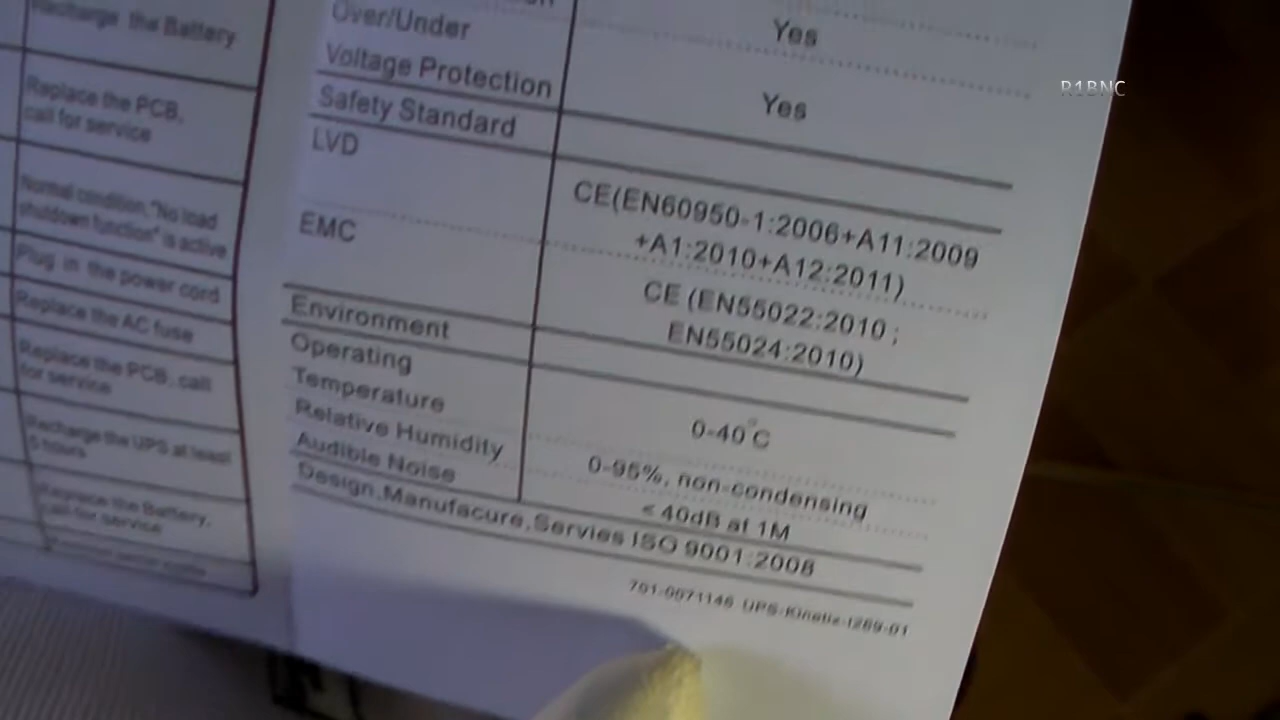 Recharge the Battery
Replace the PCB,
call for service
Normal condition,"No load
shutdown function" is active
Plug in the power cord
Replace the AC fuse
Replace the PCB, call
for service
Recharge the UPS at least
hours
Replace the Battery,
call for service
Over/Under
Voltage Protection
Yes
Yes
Safety Standard
LVD
CE(EN60950-1:2006+A11:2009
+A1:2010+A12:2011)
EMC
CE (EN55022:2010 ;
EN55024:2010)
Environment
Operating
Temperature
0-40°C
Relative Humidity
0-95%, non-condensing
Audible Noise
< 40dB at 1M
Design,Manufacure,Servies ISO 9001:2008
R1BNC